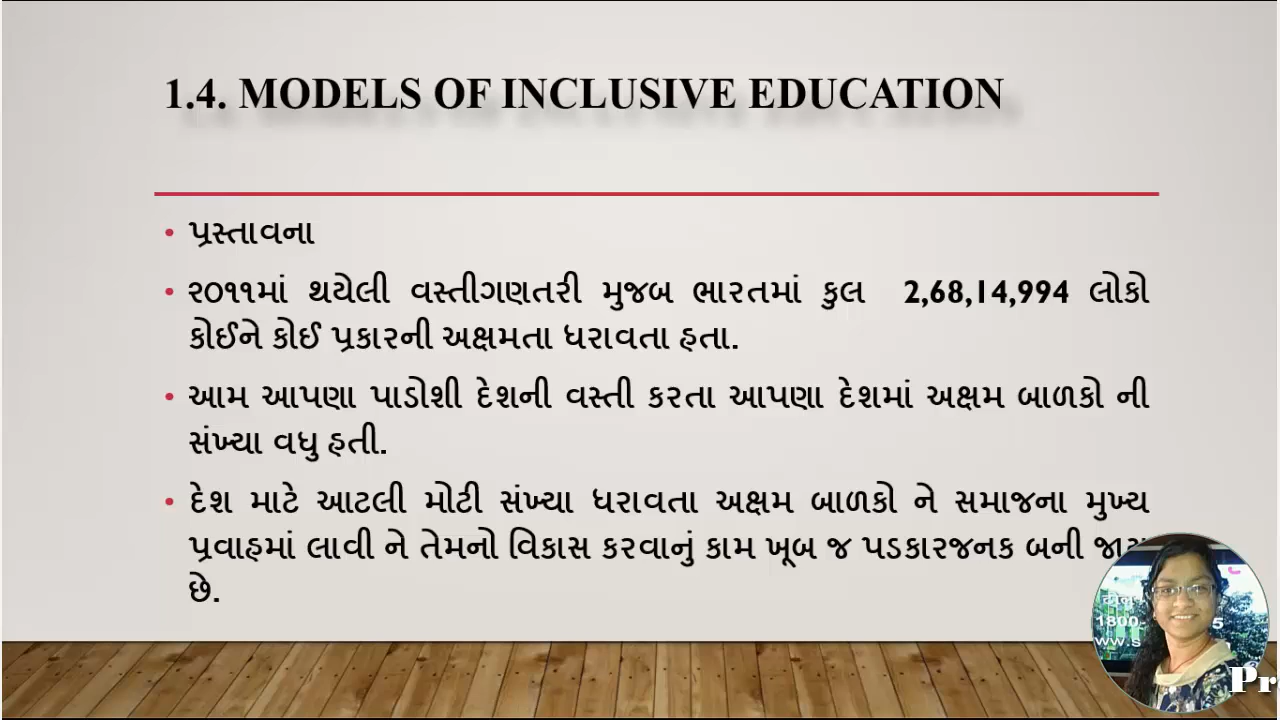 1.4. MODELS OF INCLUSIVE EDUCATION
• પ્રસ્તાવના
• ૨૦૧૧માં થયેલી વસ્તીગણતરી મુજબ ભારતમાં કુલ 2,68,14,994 લોકો
કોઈને કોઈ પ્રકારની અક્ષમતા ધરાવતા હતા.
• આમ આપણા પાડોશી દેશની વસ્તી કરતા આપણા દેશમાં અક્ષમ બાળકો ની
સંખ્યા વધુ હતી.
• દેશ માટે આટલી મોટી સંખ્યા ધરાવતા અક્ષમ બાળકો ને સમાજના મુખ્ય
પ્રવાહમાં લાવી ને તેમનો વિકાસ કરવાનું કામ ખૂબ જ પડકારજનક બની
છે.
1800
Pr